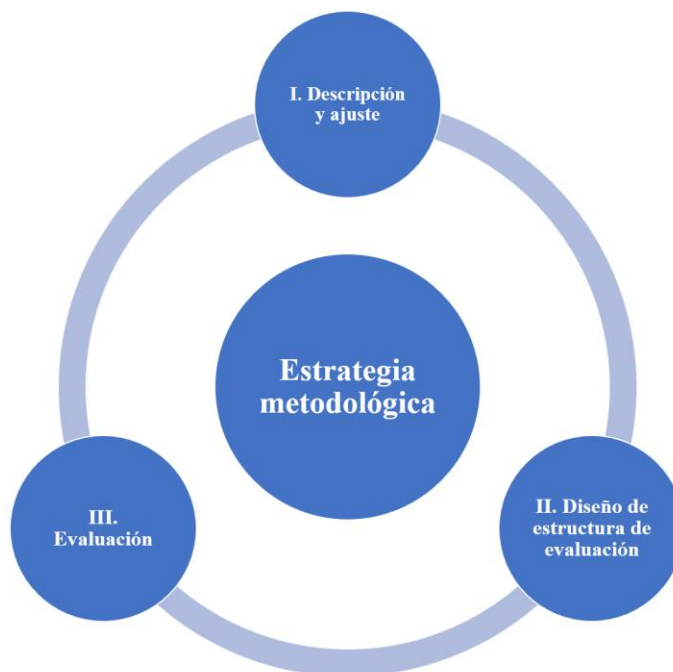 I. Descripción
y ajuste
Estrategia
metodológica
II. Diseño de
estructura de
evaluación
III.
Evaluación